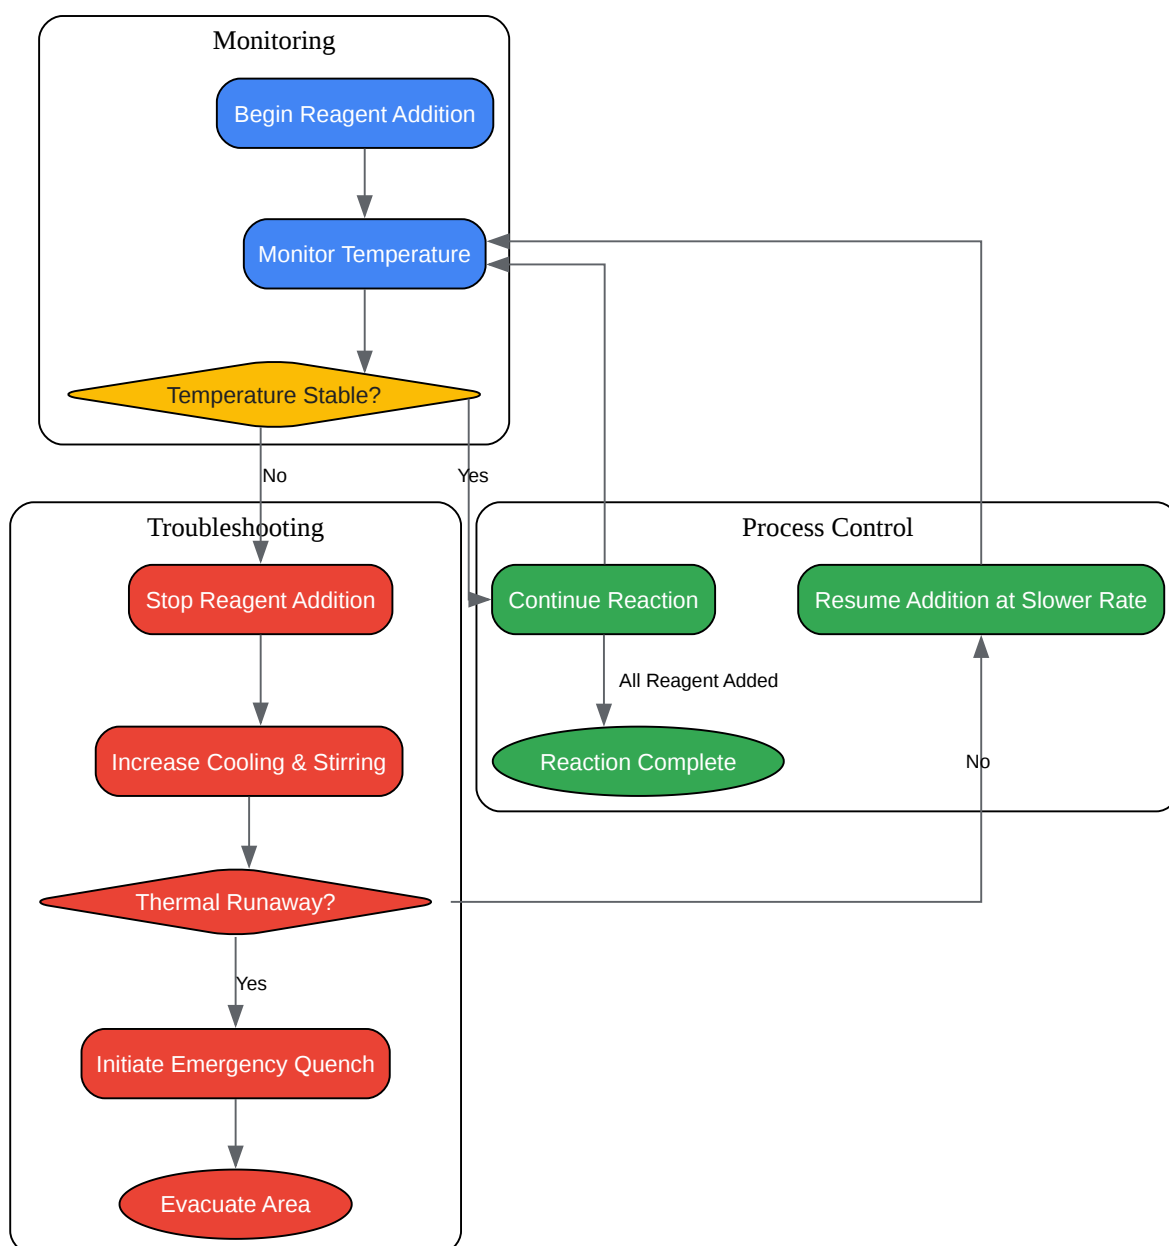 Monitoring
Begin Reagent Addition
Monitor Temperature
Temperature Stable?
No
Yes
Troubleshooting
Process Control
Stop Reagent Addition
Continue Reaction
Resume Addition at Slower Rate
All Reagent Added
Increase Cooling & Stirring
Reaction Complete
No
Thermal Runaway?
Yes
Initiate Emergency Quench
Evacuate Area